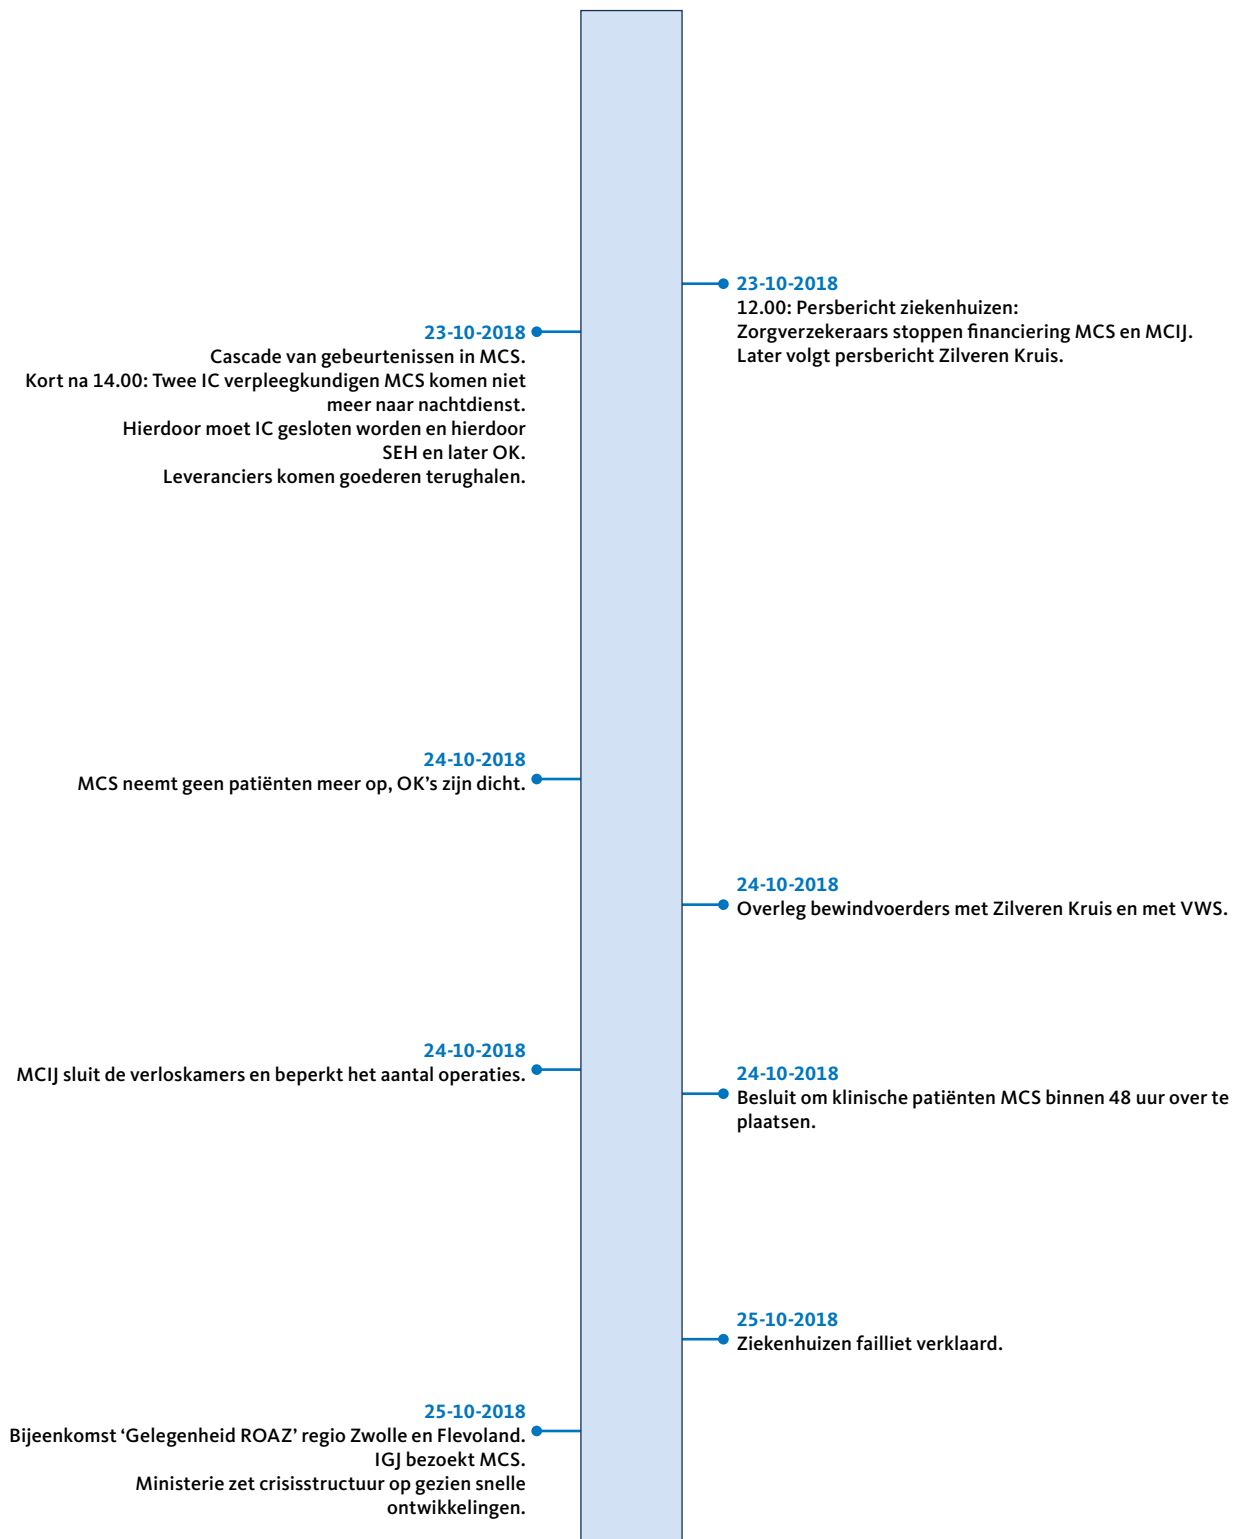 23-10-2018
12.00: Persbericht ziekenhuizen:
Zorgverzekeraars stoppen financiering MCS en MCIJ.
Later volgt persbericht Zilveren Kruis.
23-10-2018
Cascade van gebeurtenissen in MCS.
Kort na 14.00: Twee IC verpleegkundigen MCS komen niet
meer naar nachtdienst.
Hierdoor moet IC gesloten worden en hierdoor
SEH en later OK.
Leveranciers komen goederen terughalen.
24-10-2018
MCS neemt geen patiënten meer op, OK’s zijn dicht.
24-10-2018
Overleg bewindvoerders met Zilveren Kruis en met VWS.
24-10-2018
MCIJ sluit de verloskamers en beperkt het aantal operaties.
24-10-2018
Besluit om klinische patiënten MCS binnen 48 uur over te
plaatsen.
25-10-2018
Ziekenhuizen failliet verklaard.
25-10-2018
Bijeenkomst ‘Gelegenheid ROAZ’ regio Zwolle en Flevoland.
IGJ bezoekt MCS.
Ministerie zet crisisstructuur op gezien snelle
ontwikkelingen.